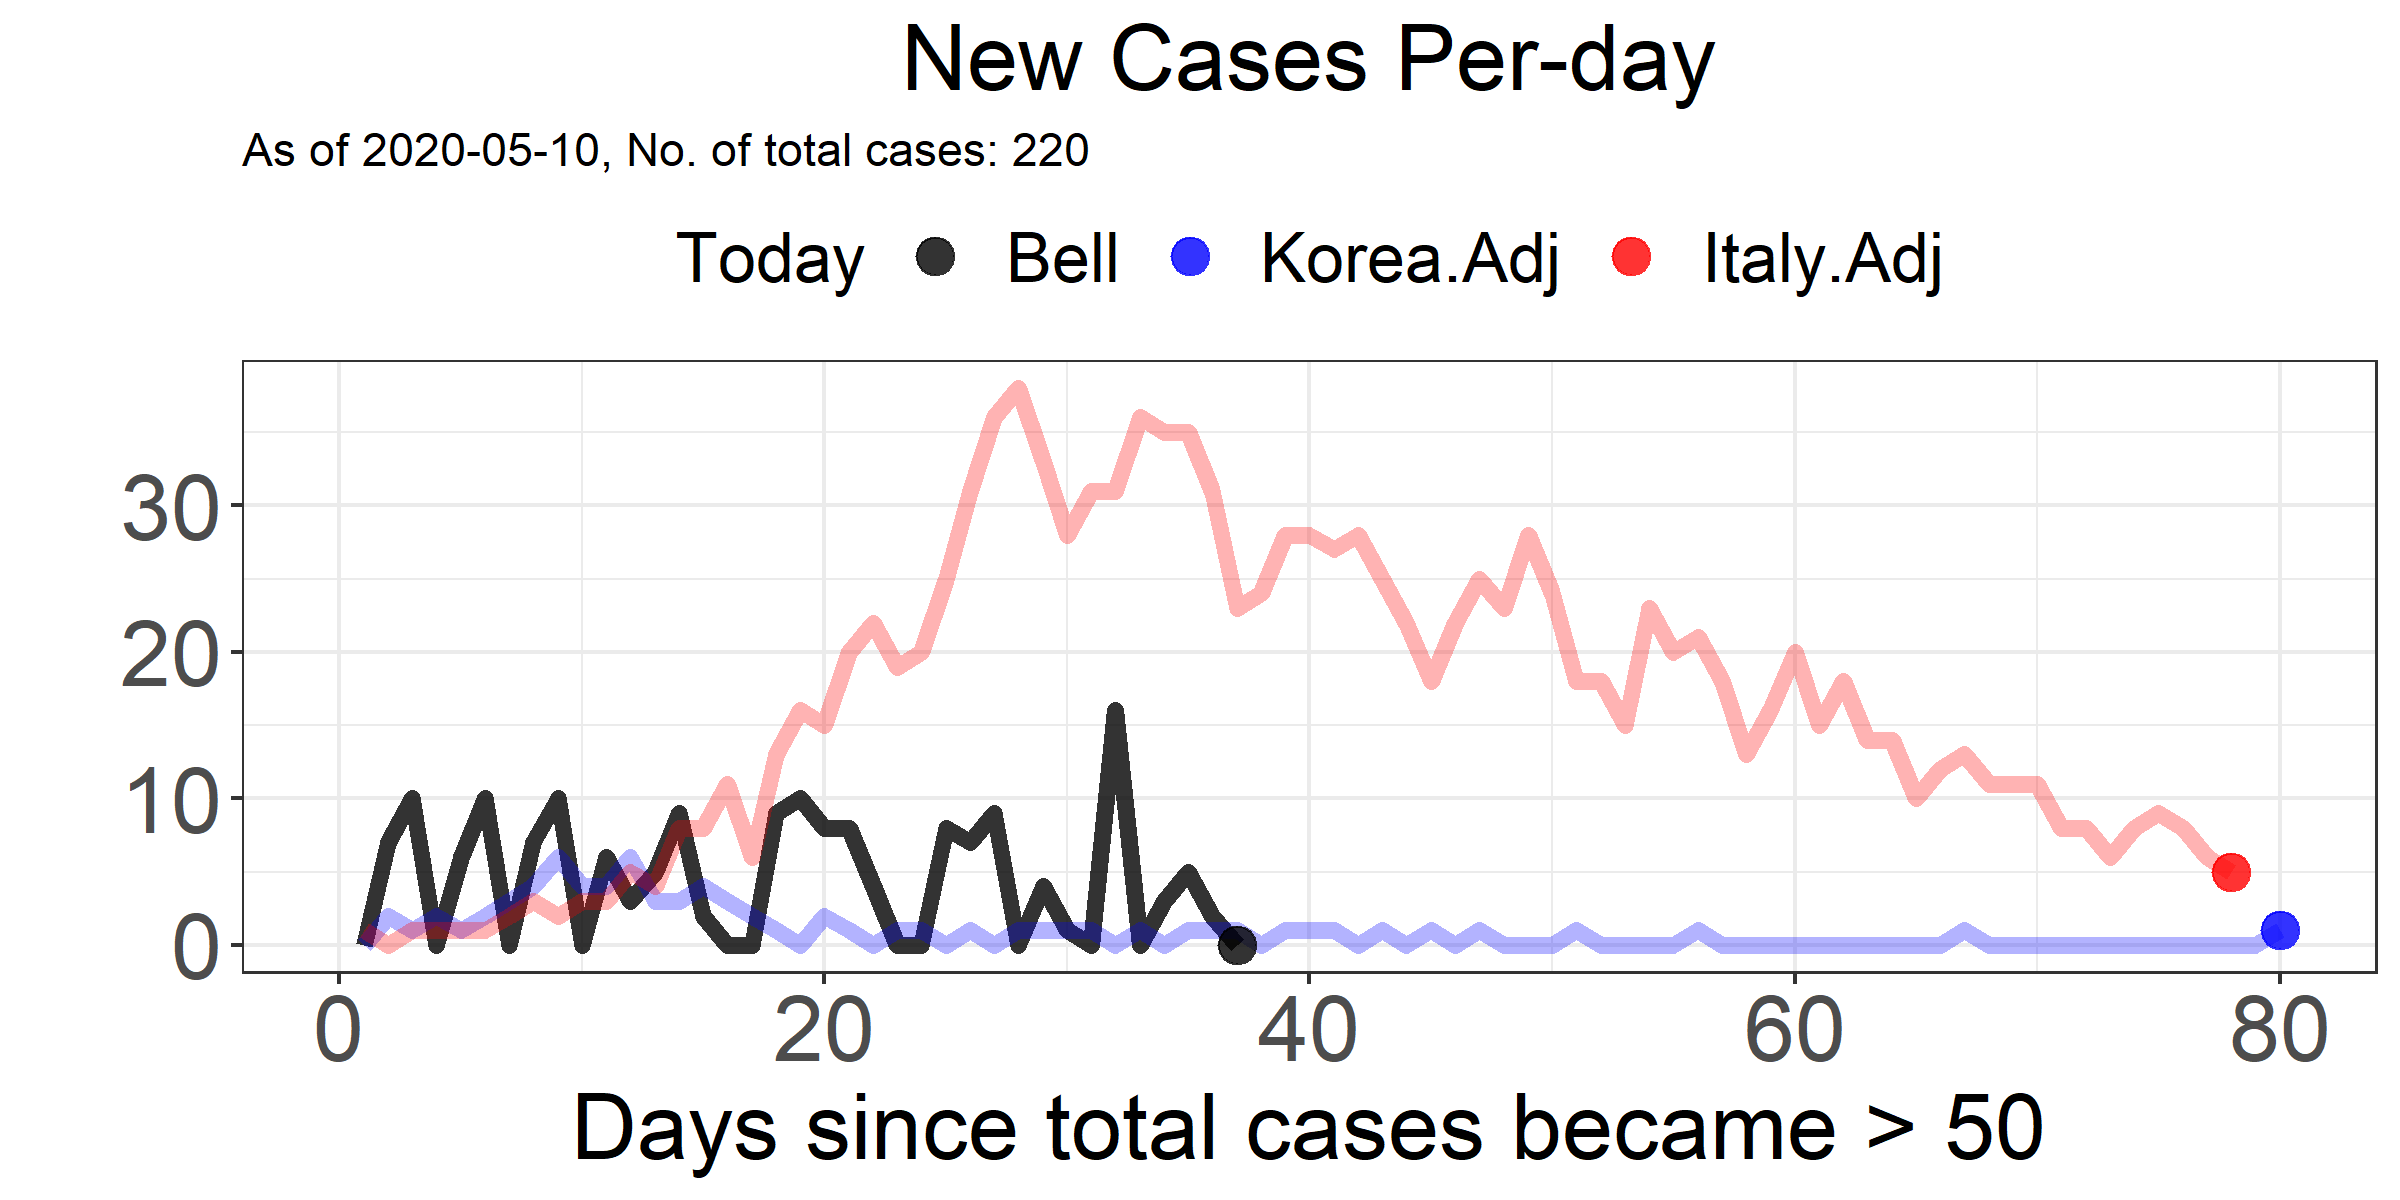 New Cases Per-day
As of 2020-05-10, No. of total cases: 220
Today Bell Korea.Adj Italy.Adj
30
20
10
0
0 20 40 60 80
Days since total cases became > 50